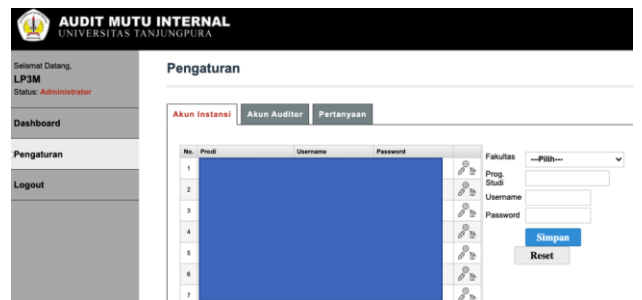 AUDIT MUTU INTERNAL
UNIVERSITAS TANJUNGPURA
Selamat Datang,
LP3M
Status: Administrator
Dashboard
Pengaturan
Logout
Pengaturan
Akun Instansi Akun Auditor Pertanyaan
No. Prodi Username Password
1
2
3
4
5
6
7
Fakultas ---Pilih---
Prog. Studi
Username
Password
Simpan
Reset